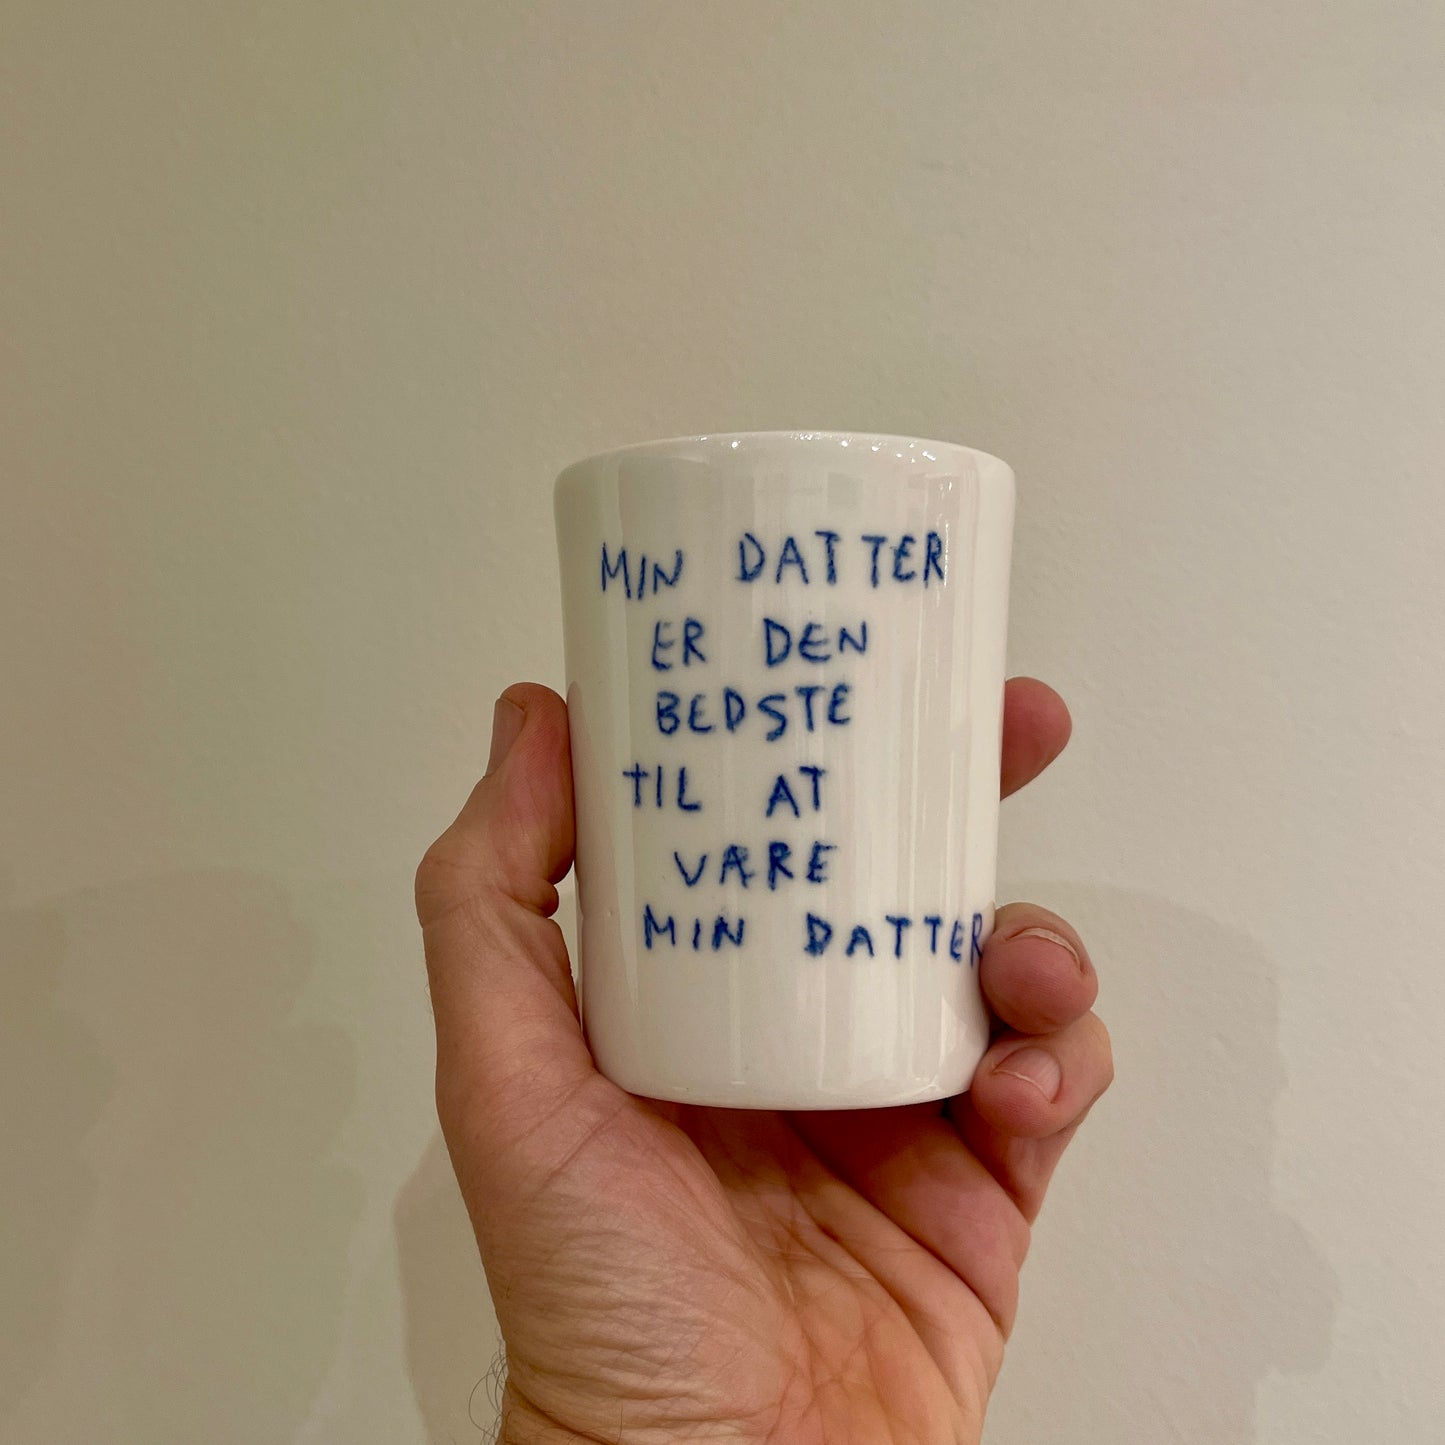 MIN DATTER
ER DEN
BEDSTE
TIL AT
VÆRE
MIN DATTER